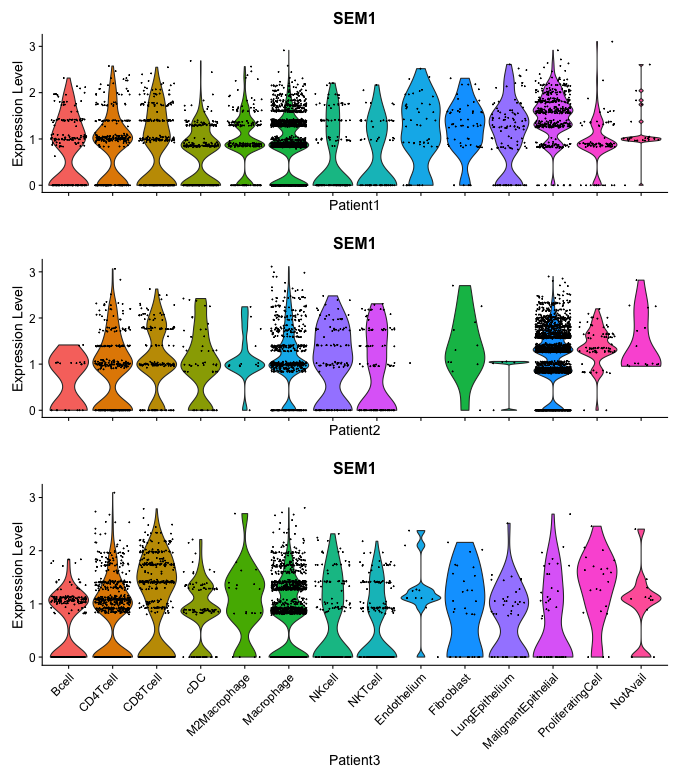 SEM1
Expression Level
3
2
1
0
Patient1
SEM1
Expression Level
3
2
1
0
Patient2
SEM1
Expression Level
3
2
1
0
Bcell
CD4Tcell
CD8Tcell
cDC
M2Macrophage
Macrophage
NKcell
NKTcell
Endothelium
Fibroblast
LungEpithelium
MalignantEpithelial
ProliferatingCell
NotAvail
Patient3